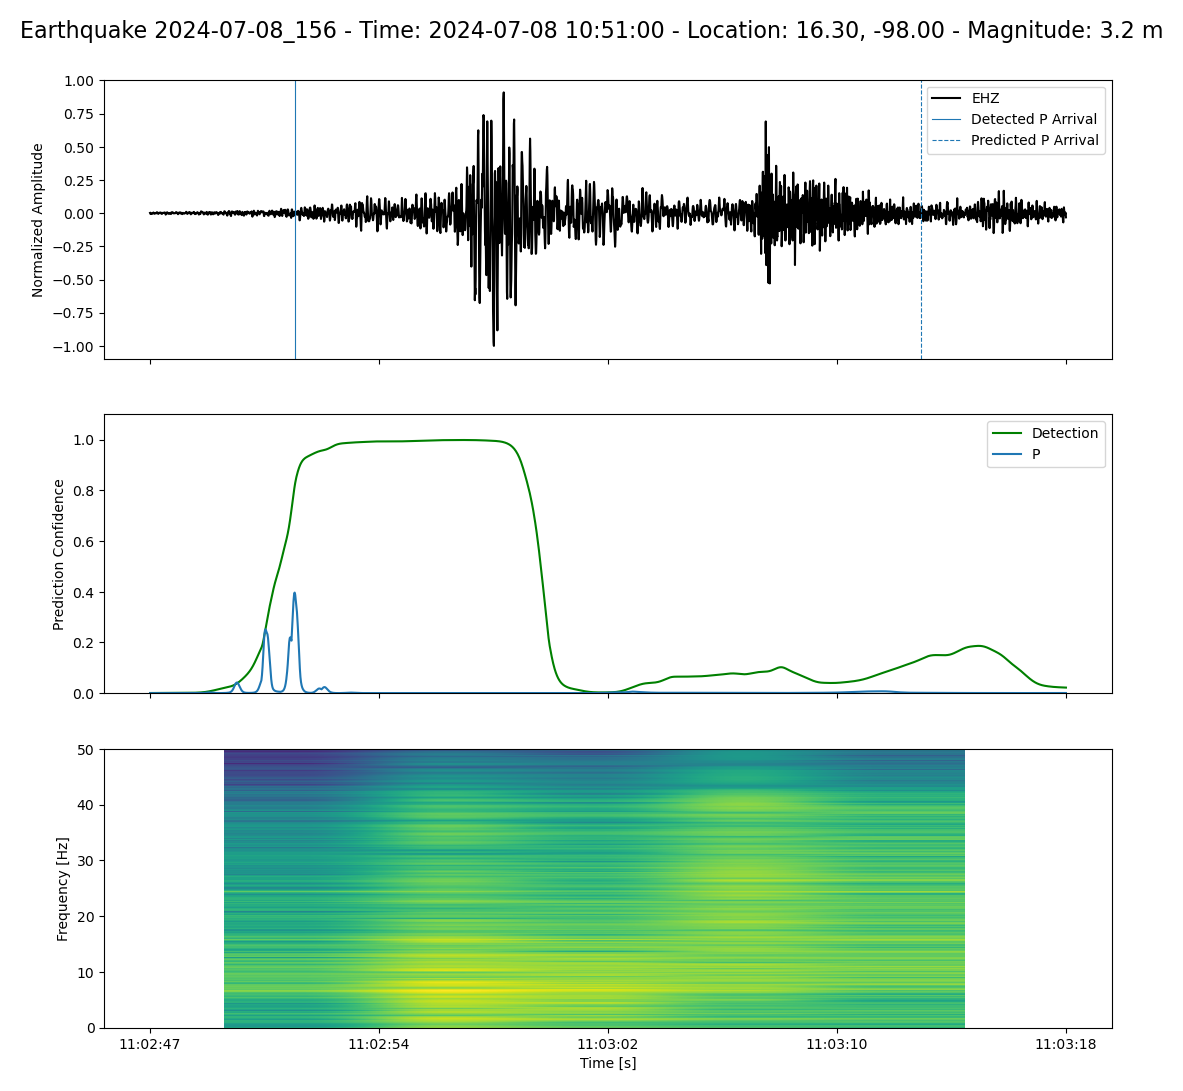 Earthquake 2024-07-08_156 - Time: 2024-07-08 10:51:00 - Location: 16.30, -98.00 - Magnitude: 3.2 m
Normalized Amplitude
1.00
0.75
0.50
0.25
0.00
−0.25
−0.50
−0.75
−1.00
EHZ
Detected P Arrival
Predicted P Arrival
Prediction Confidence
1.0
0.8
0.6
0.4
0.2
0.0
Detection
P
Frequency [Hz]
50
40
30
20
10
0
11:02:47 11:02:54 11:03:02 11:03:10 11:03:18
Time [s]